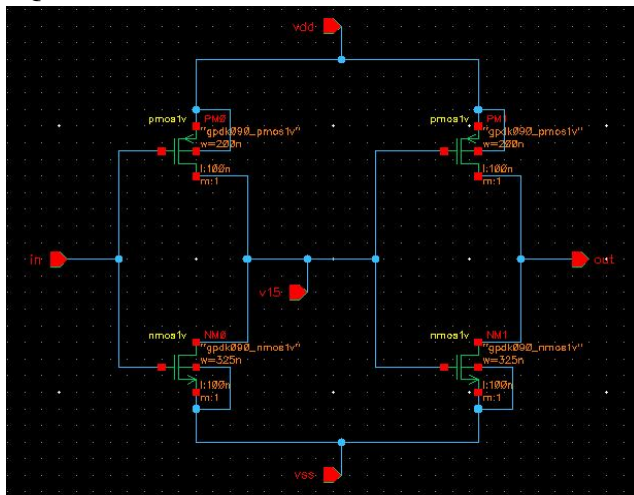 vdd
pmos1v PM0
"gpdk090_pmos1v"
w=200n
l:100n
m:1
pmos1v PM1
"gpdk090_pmos1v"
w=200n
l:100n
m:1
in
v15
out
nmos1v NM0
"gpdk090_nmos1v"
w=325n
l:100n
m:1
nmos1v NM1
"gpdk090_nmos1v"
w=325n
l:100n
m:1
vss